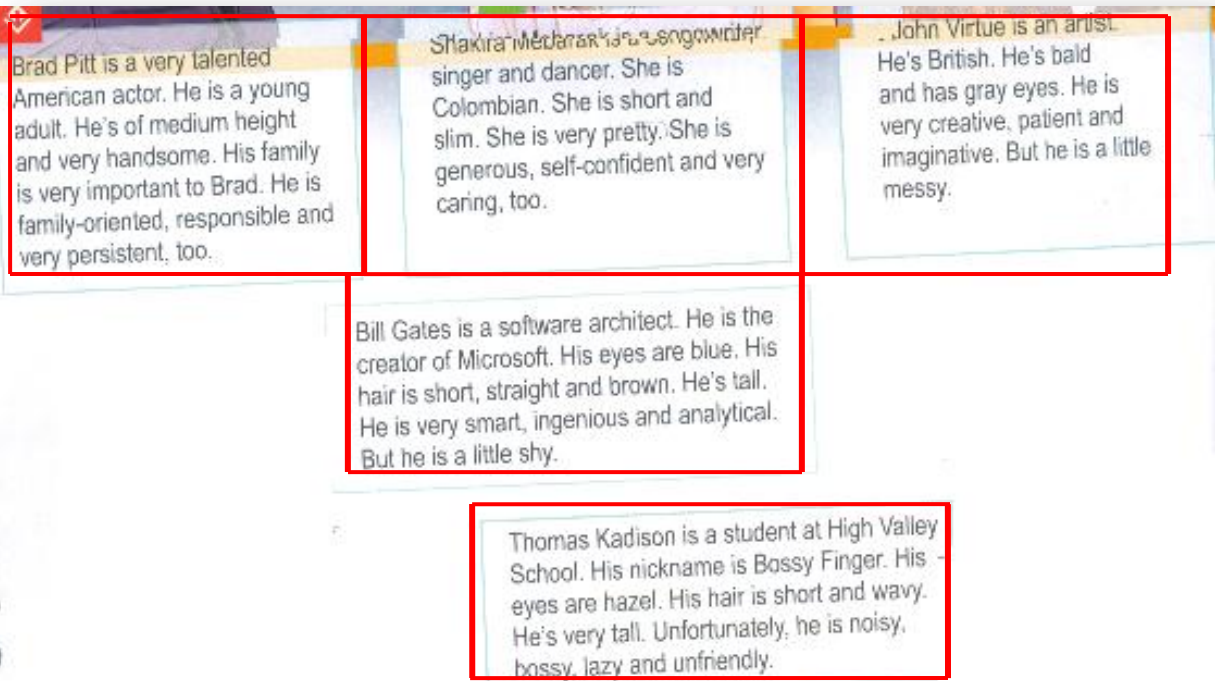 Brad Pitt is a very talented
American actor. He is a young
adult. He's of medium height
and very handsome. His family
is very important to Brad. He is
family-oriented, responsible and
very persistent, too.
Shakira Mebarak is a songwriter
singer and dancer. She is
Colombian. She is short and
slim. She is very pretty. She is
generous, self-confident and very
caring, too.
John Virtue is an artist.
He's British. He's bald
and has gray eyes. He is
very creative, patient and
imaginative. But he is a little
messy.
Bill Gates is a software architect. He is the
creator of Microsoft. His eyes are blue. His
hair is short, straight and brown. He's tall.
He is very smart, ingenious and analytical.
But he is a little shy.
Thomas Kadison is a student at High Valley
School. His nickname is Bossy Finger. His
eyes are hazel. His hair is short and wavy.
He's very tall. Unfortunately, he is noisy,
bossy, lazy and unfriendly.